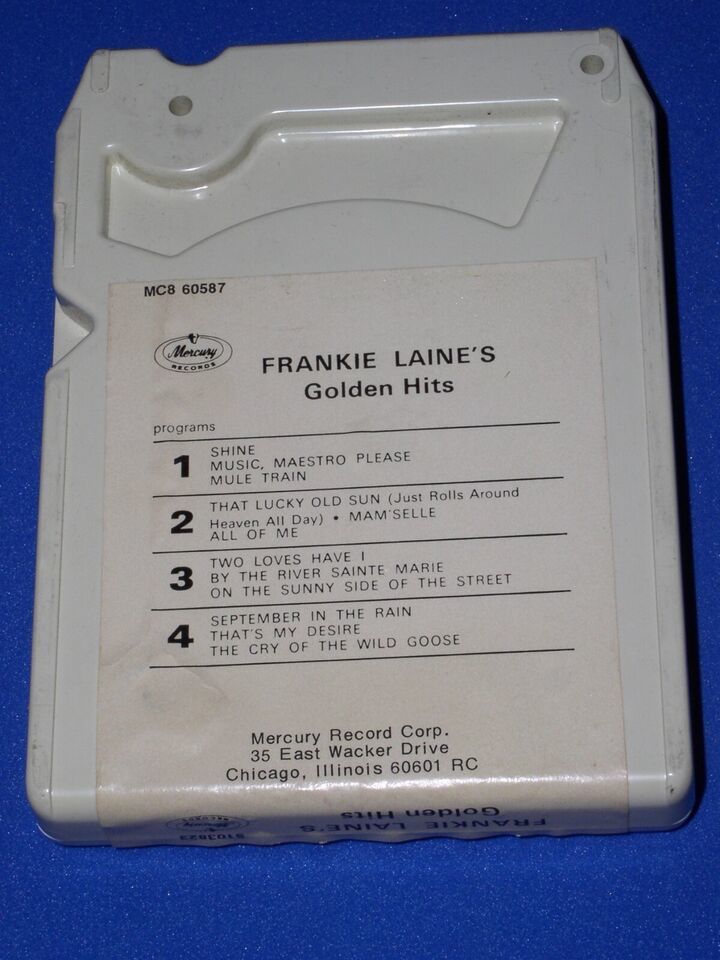 MC8 60587
Mercury
RECORDS
FRANKIE LAINE'S
Golden Hits
programs
1
SHINE
MUSIC, MAESTRO PLEASE
MULE TRAIN
2
THAT LUCKY OLD SUN (Just Rolls Around
Heaven All Day) • MAM'SELLE
ALL OF ME
3
TWO LOVES HAVE I
BY THE RIVER SAINTE MARIE
ON THE SUNNY SIDE OF THE STREET
4
SEPTEMBER IN THE RAIN
THAT'S MY DESIRE
THE CRY OF THE WILD GOOSE
Mercury Record Corp.
35 East Wacker Drive
Chicago, Illinois 60601 RC
FRANKIE LAINE'S
Golden Hits
Mercury
RECORDS